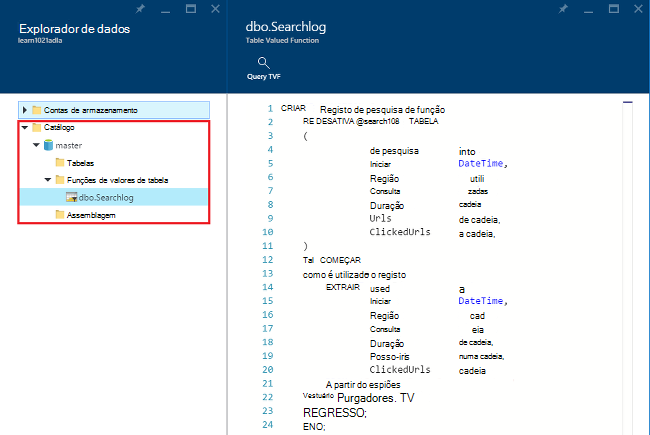 Explorador de dados
learn1021adla
Contas de armazenamento
Catálogo
master
Tabelas
Funções de valores de tabela
dbo.Searchlog
Assemblagem
dbo.Searchlog
Table Valued Function
Query TVF
1 CRIAR Registo de pesquisa de função
2 RE DESATIVA @search108 TABELA
3 (
4 de pesquisa into
5 Iniciar DateTime,
6 Região utili
7 Consulta zadas
8 Duração cadeia
9 Urls de cadeia,
10 ClickedUrls a cadeia,
11 )
12 Tal COMEÇAR
13 como é utilizado o registo
14 EXTRAIR used a
15 Iniciar DateTime,
16 Região cad
17 Consulta eia
18 Duração de cadeia,
19 Posso-iris numa cadeia,
20 ClickedUrls cadeia
21 A partir do espiões
22 Vestuário Purgadores. TV
23 REGRESSO;
24 ENO;